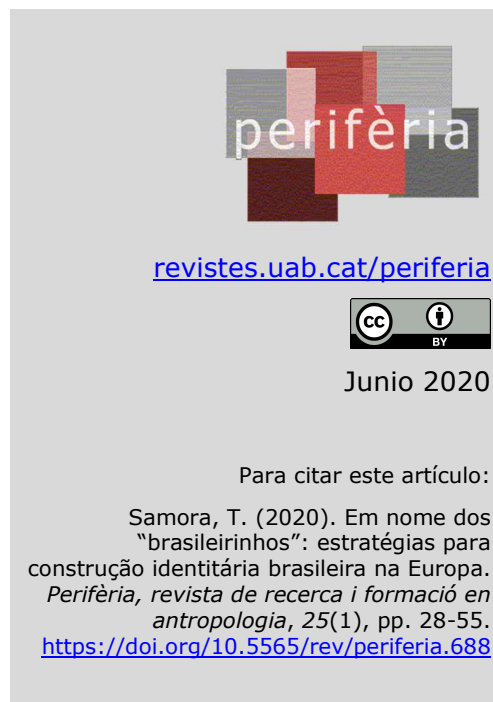 perifèria
revistes.uab.cat/periferia
cc
BY
Junio 2020
Para citar este artículo:
Samora, T. (2020). Em nome dos
“brasileirinhos”: estratégias para
construção identitária brasileira na Europa.
Perifèria, revista de recerca i formació en
antropologia, 25(1), pp. 28-55.
https://doi.org/10.5565/rev/periferia.688